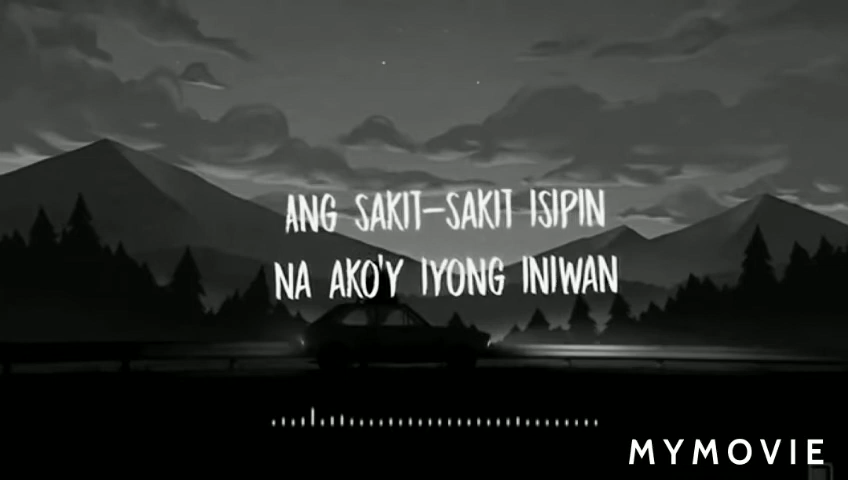 ANG SAKIT-SAKIT ISIPIN
NA AKO'Y IYONG INIWAN
MYMOVIE